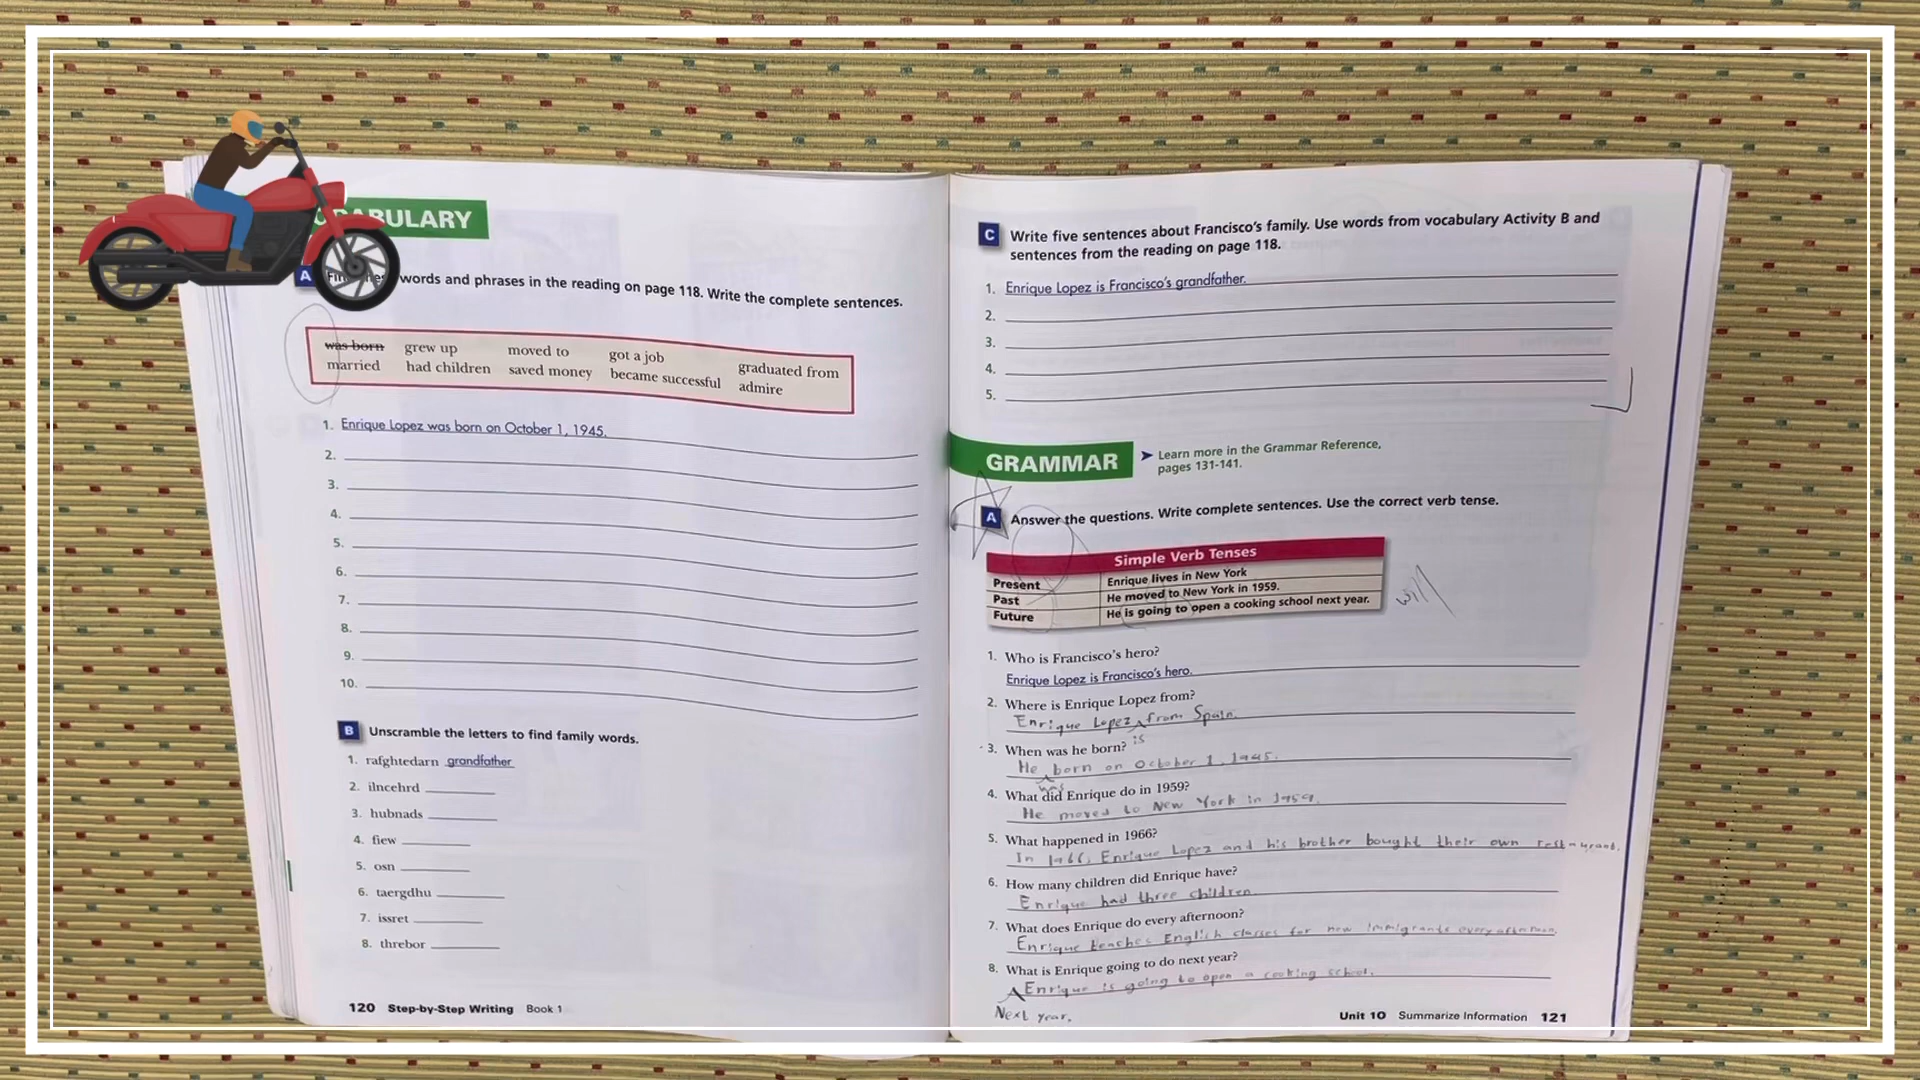 VOCABULARY
A words and phrases in the reading on page 118. Write the complete sentences.
was born grew up moved to got a job graduated from
married had children saved money became successful admire
1. Enrique Lopez was born on October 1, 1945.
2.
3.
4.
5.
6.
7.
8.
9.
10.
B Unscramble the letters to find family words.
1. rafghtedarn grandfather
2. ilncehrd
3. hubnads
4. fiew
5. osn
6. taergdhu
7. issret
8. threbor
120 Step-by-Step Writing Book 1
C Write five sentences about Francisco's family. Use words from vocabulary Activity B and
sentences from the reading on page 118.
1. Enrique Lopez is Francisco's grandfather.
2.
3.
4.
5.
GRAMMAR
➤ Learn more in the Grammar Reference,
pages 131-141.
A Answer the questions. Write complete sentences. Use the correct verb tense.
Simple Verb Tenses
Present Enrique lives in New York
Past He moved to New York in 1959.
Future He is going to open a cooking school next year.
will
1. Who is Francisco's hero?
Enrique Lopez is Francisco's hero.
2. Where is Enrique Lopez from?
Enrique Lopez from Spain.
is
3. When was he born?
He born on October 1, 1945.
was
4. What did Enrique do in 1959?
He moved to New York in 1959.
5. What happened in 1966?
In 1966, Enrique Lopez and his brother bought their own restaurant.
6. How many children did Enrique have?
Enrique had three children.
7. What does Enrique do every afternoon?
Enrique teaches English classes for new immigrants every afternoon.
8. What is Enrique going to do next year?
Enrique is going to open a cooking school.
Next year,
Unit 10 Summarize Information 121